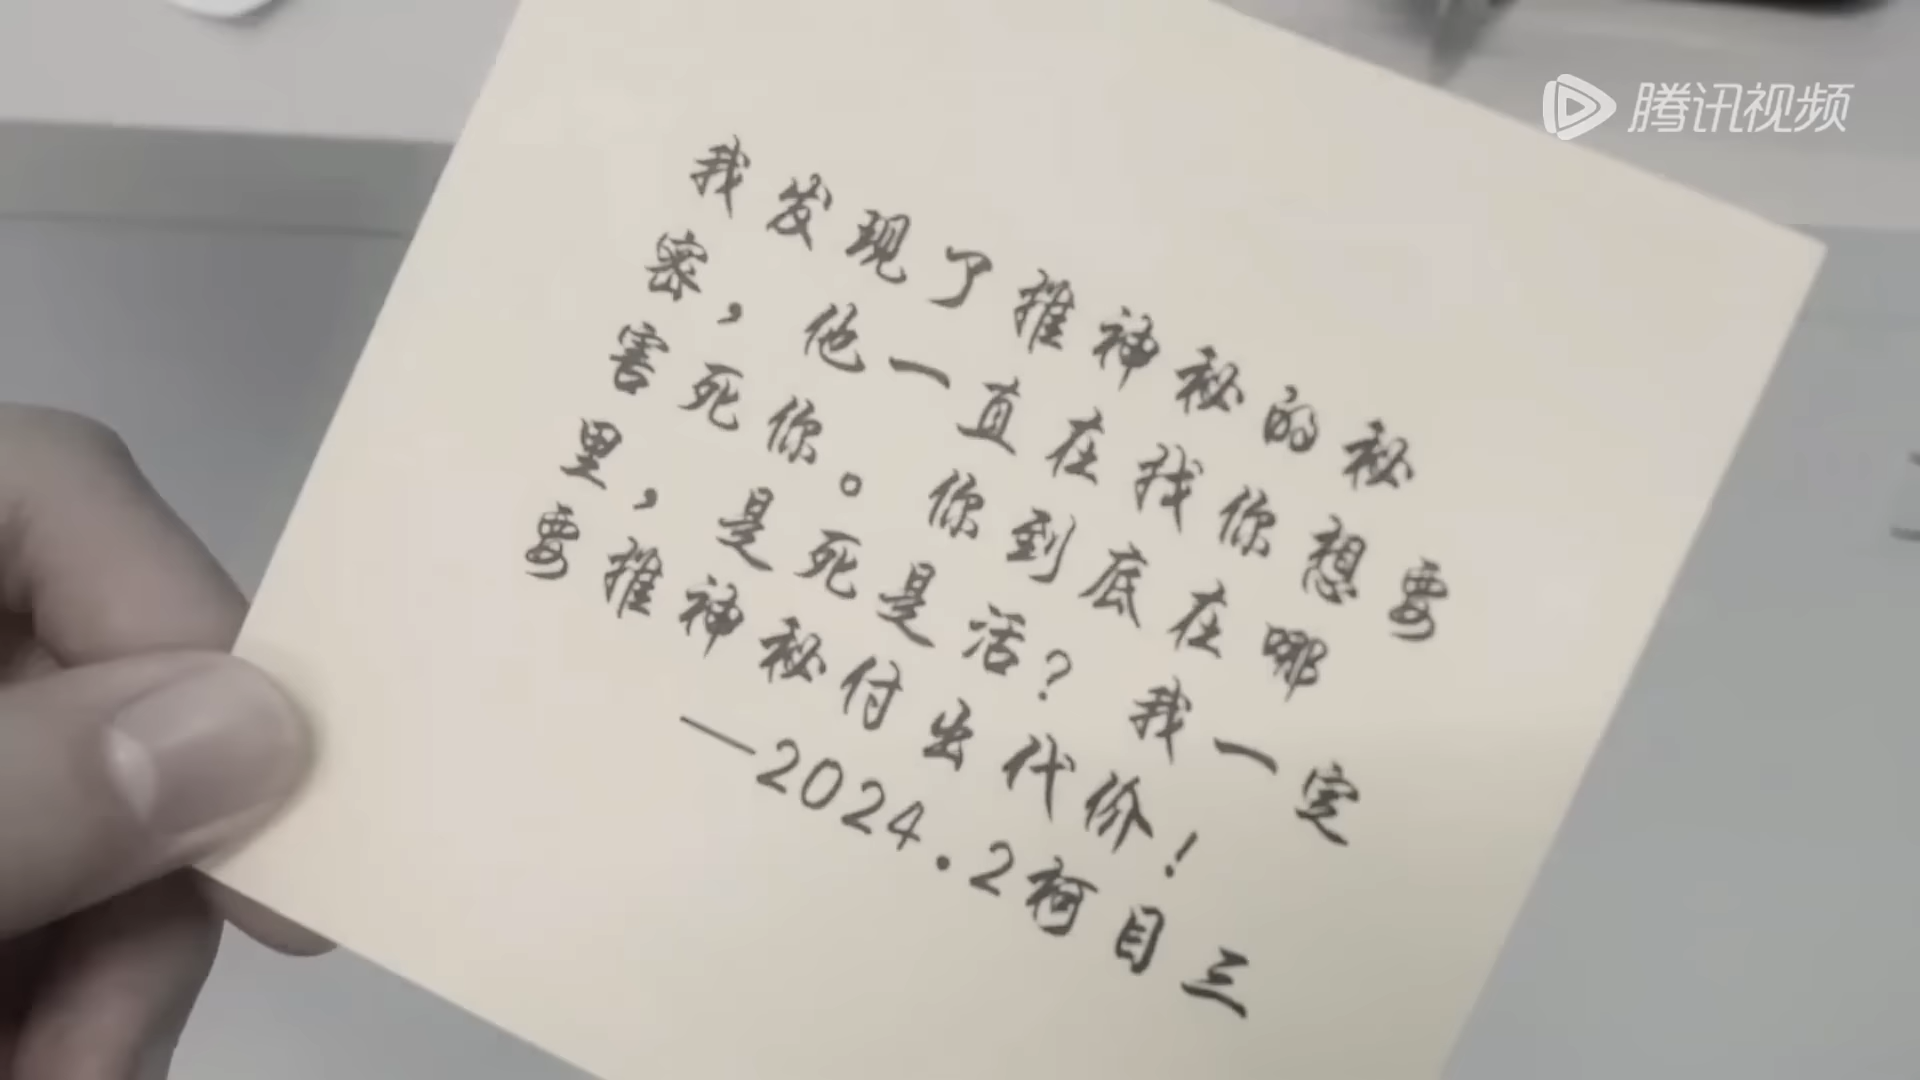 腾讯视频
我发现了推神秘的秘
密，他一直在找你想要
害死你。你到底在哪
里，是死是活？我一定
要推神秘付出代价！
—2024.2柯目三